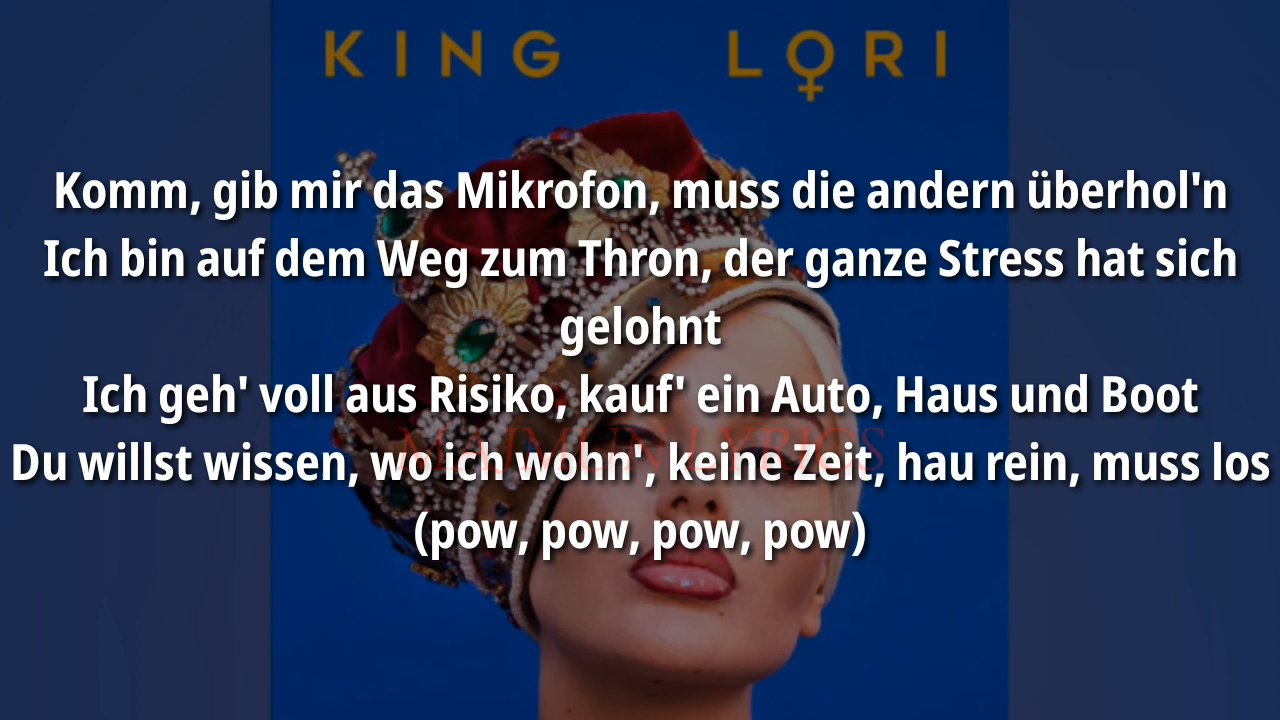 KING LORI
Komm, gib mir das Mikrofon, muss die andern überhol'n
Ich bin auf dem Weg zum Thron, der ganze Stress hat sich
gelohnt
Ich geh' voll aus Risiko, kauf' ein Auto, Haus und Boot
MAIMUN LYRICS
Du willst wissen, wo ich wohn', keine Zeit, hau rein, muss los
(pow, pow, pow, pow)